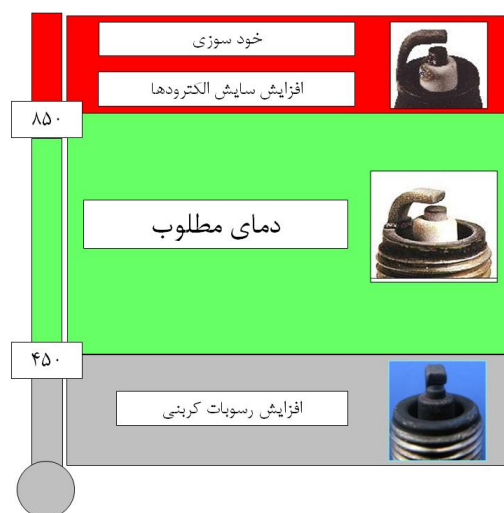 خود سوزی
افزایش سایش الکترودها
۸۵۰
دمای مطلوب
۴۵۰
افزایش رسوبات کربنی